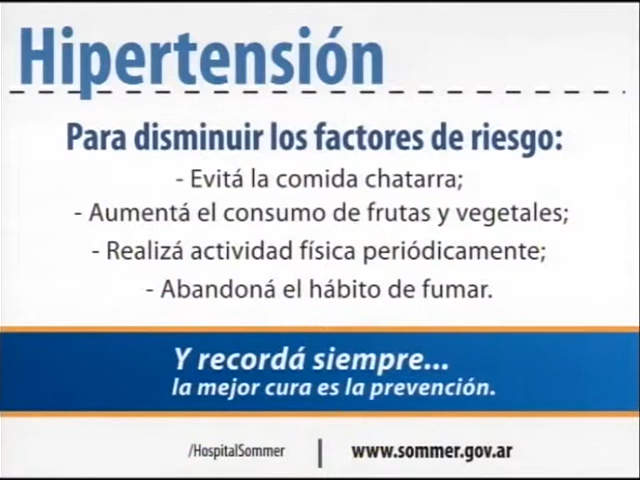 Hipertensión
Para disminuir los factores de riesgo:
- Evitá la comida chatarra;
- Aumentá el consumo de frutas y vegetales;
- Realizá actividad física periódicamente;
- Abandoná el hábito de fumar.
Y recordá siempre...
la mejor cura es la prevención.
/HospitalSommer | www.sommer.gov.ar